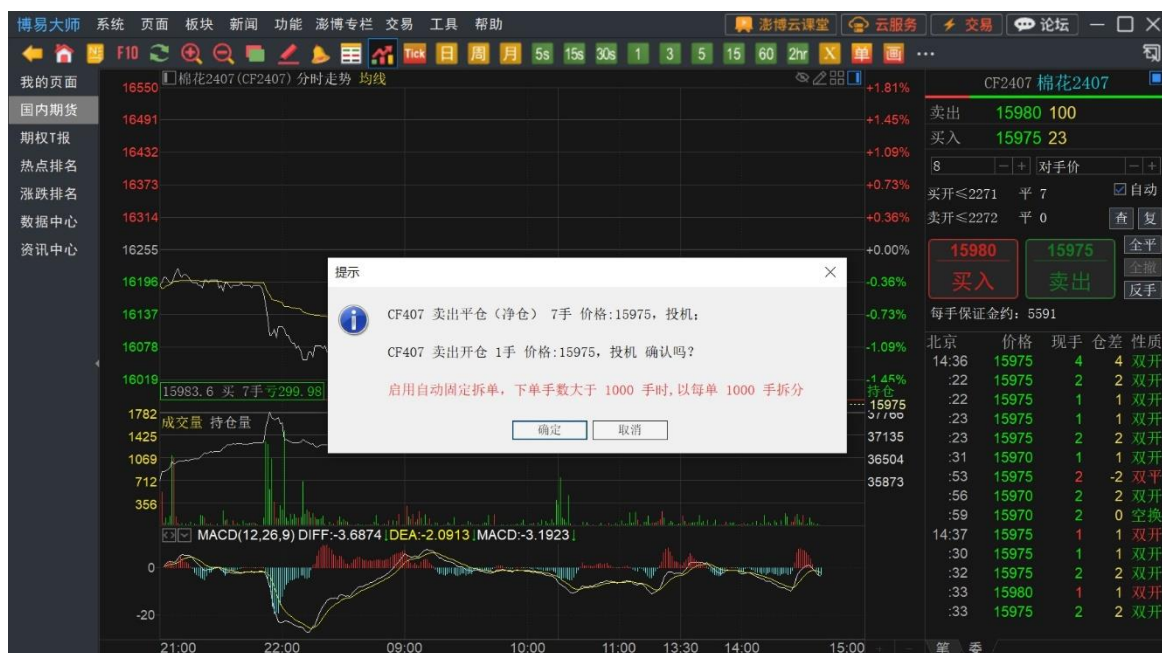 博易大师 系统 页面 板块 新闻 功能 澎博专栏 交易 工具 帮助 澎博云课堂 云服务 交易 论坛
F10 Tick 日 周 月 5s 15s 30s 1 3 5 15 60 2hr X 单 画 ...
我的页面
国内期货
期权T报
热点排名
涨跌排名
数据中心
资讯中心
棉花2407(CF2407) 分时走势 均线
16550 +1.81%
16491 +1.45%
16432 +1.09%
16373 +0.73%
16314 +0.36%
16255 +0.00%
16196 -0.36%
16137 -0.73%
16078 -1.09%
16019 -1.45%
15983.6 买 7手 亏299.98 持仓
15975
提示
CF407 卖出平仓（净仓） 7手 价格:15975，投机;
CF407 卖出开仓 1手 价格:15975，投机 确认吗?
启用自动固定拆单，下单手数大于 1000 手时,以每单 1000 手拆分
确定 取消
成交量 持仓量
1782 37766
1425 37135
1069 36504
712 35873
356
MACD(12,26,9) DIFF:-3.6874↓DEA:-2.0913↓MACD:-3.1923↓
0
-20
21:00 22:00 09:00 10:00 11:00 13:30 14:00 15:00
CF2407 棉花2407
卖出 15980 100
买入 15975 23
8 - + 对手价 - +
买开≤2271 平 7 自动
卖开≤2272 平 0 查 复
15980 买入
15975 卖出
全平
全撤
反手
每手保证金约: 5591
北京 价格 现手 仓差 性质
14:36 15975 4 4 双开
:22 15975 2 2 双开
:22 15975 1 1 双开
:23 15975 1 1 双开
:23 15975 2 2 双开
:31 15970 1 1 双开
:53 15975 2 -2 双平
:56 15970 2 2 双开
:59 15970 2 0 空换
14:37 15975 1 1 双开
:30 15975 1 1 双开
:32 15975 2 2 双开
:33 15980 1 1 双开
:33 15975 2 2 双开
笔 委